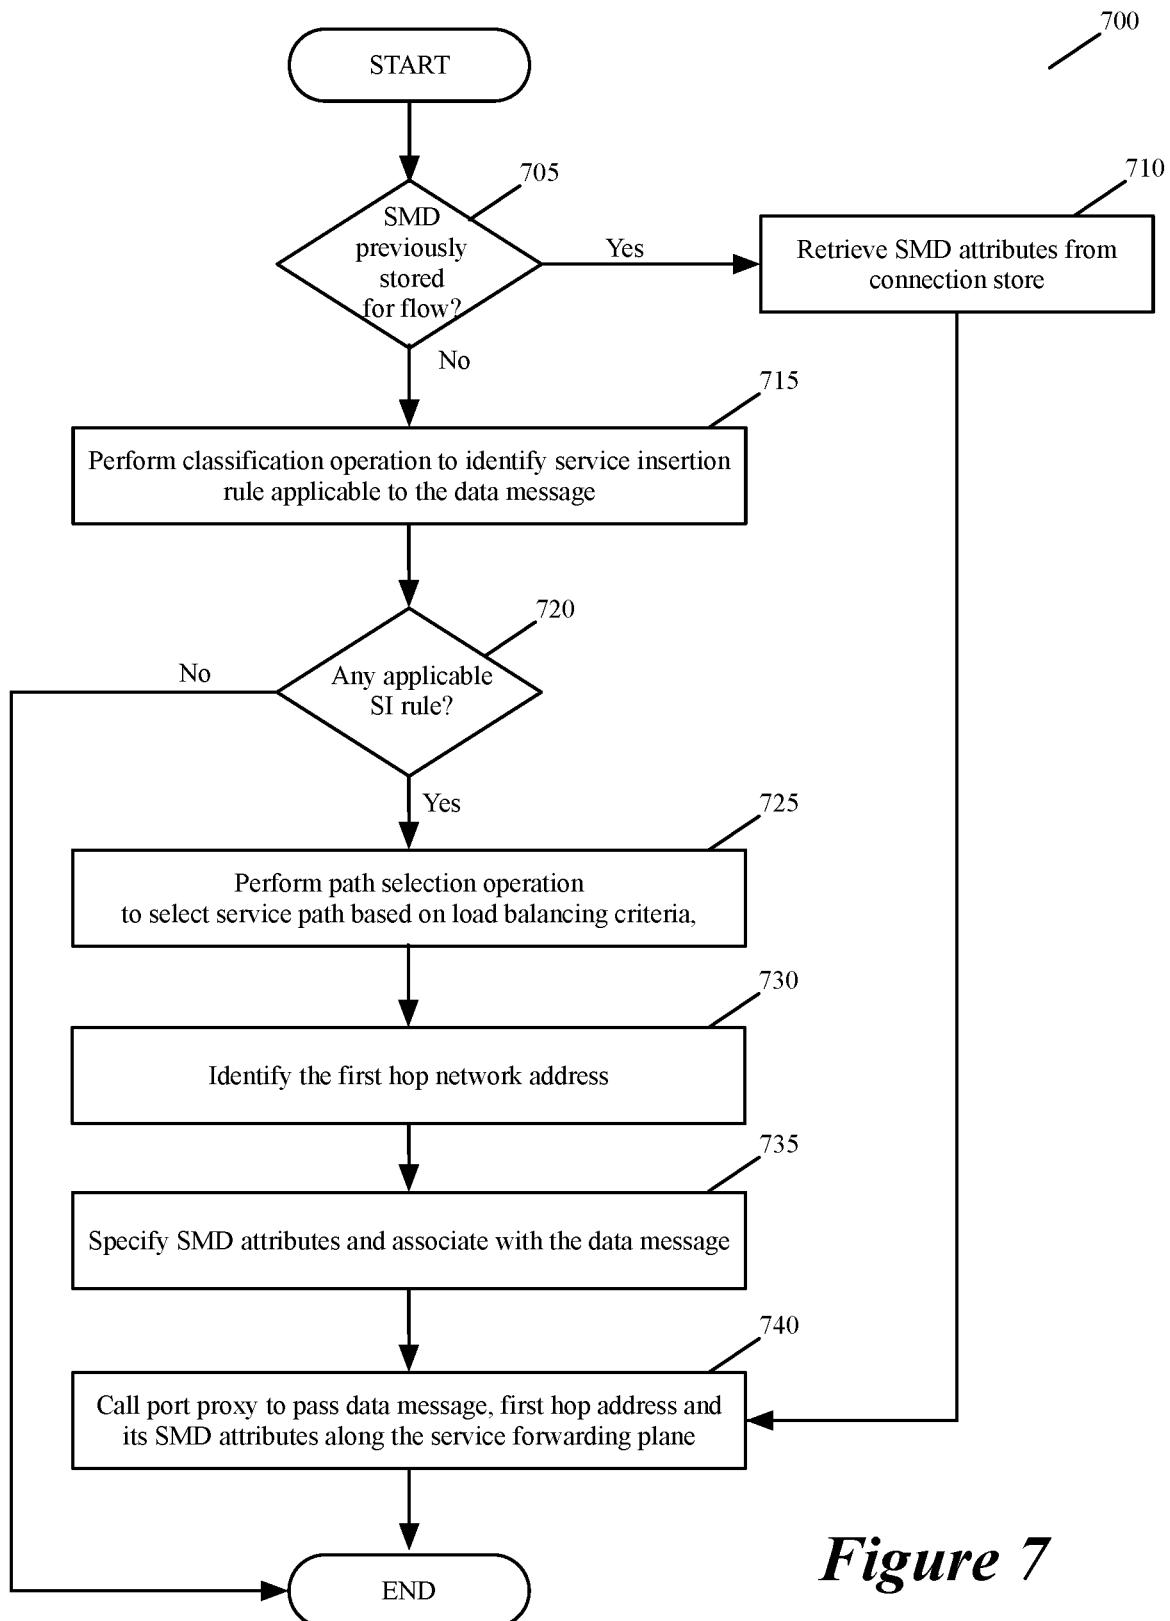 700
START
705
SMD
previously
stored
for flow?
Yes
710
Retrieve SMD attributes from
connection store
No
715
Perform classification operation to identify service insertion
rule applicable to the data message
720
No
Any applicable
SI rule?
Yes
725
Perform path selection operation
to select service path based on load balancing criteria,
730
Identify the first hop network address
735
Specify SMD attributes and associate with the data message
740
Call port proxy to pass data message, first hop address and
its SMD attributes along the service forwarding plane
END
Figure 7